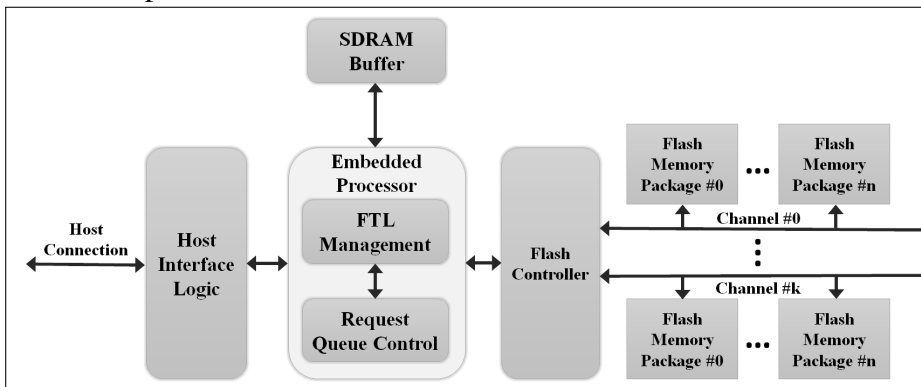 SDRAM
Buffer
Embedded
Processor
FTL
Management
Request
Queue Control
Host
Connection
Host
Interface
Logic
Flash
Controller
Flash
Memory
Package #0
...
Flash
Memory
Package #n
Channel #0
Channel #k
Flash
Memory
Package #0
...
Flash
Memory
Package #n